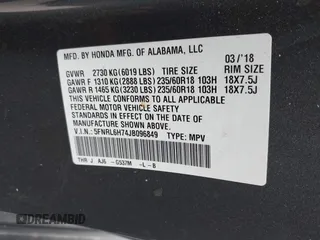 MFD. BY HONDA MFG. OF ALABAMA, LLC 03/'18
GVWR 2730 KG (6019 LBS) TIRE SIZE RIM SIZE
GAWR F 1310 KG (2888 LBS) 235/60R18 103H 18X7.5J
GAWR R 1465 KG (3230 LBS) 235/60R18 103H 18X7.5J
THIS VEHICLE CONFORMS TO ALL APPLICABLE
FEDERAL MOTOR VEHICLE SAFETY
STANDARDS IN EFFECT ON THE DATE OF
MANUFACTURE SHOWN ABOVE.
V.I.N.: 5FNRL6H74JB096849 TYPE: MPV
THR J AJ6 - G537M -L - B
DREAMBID